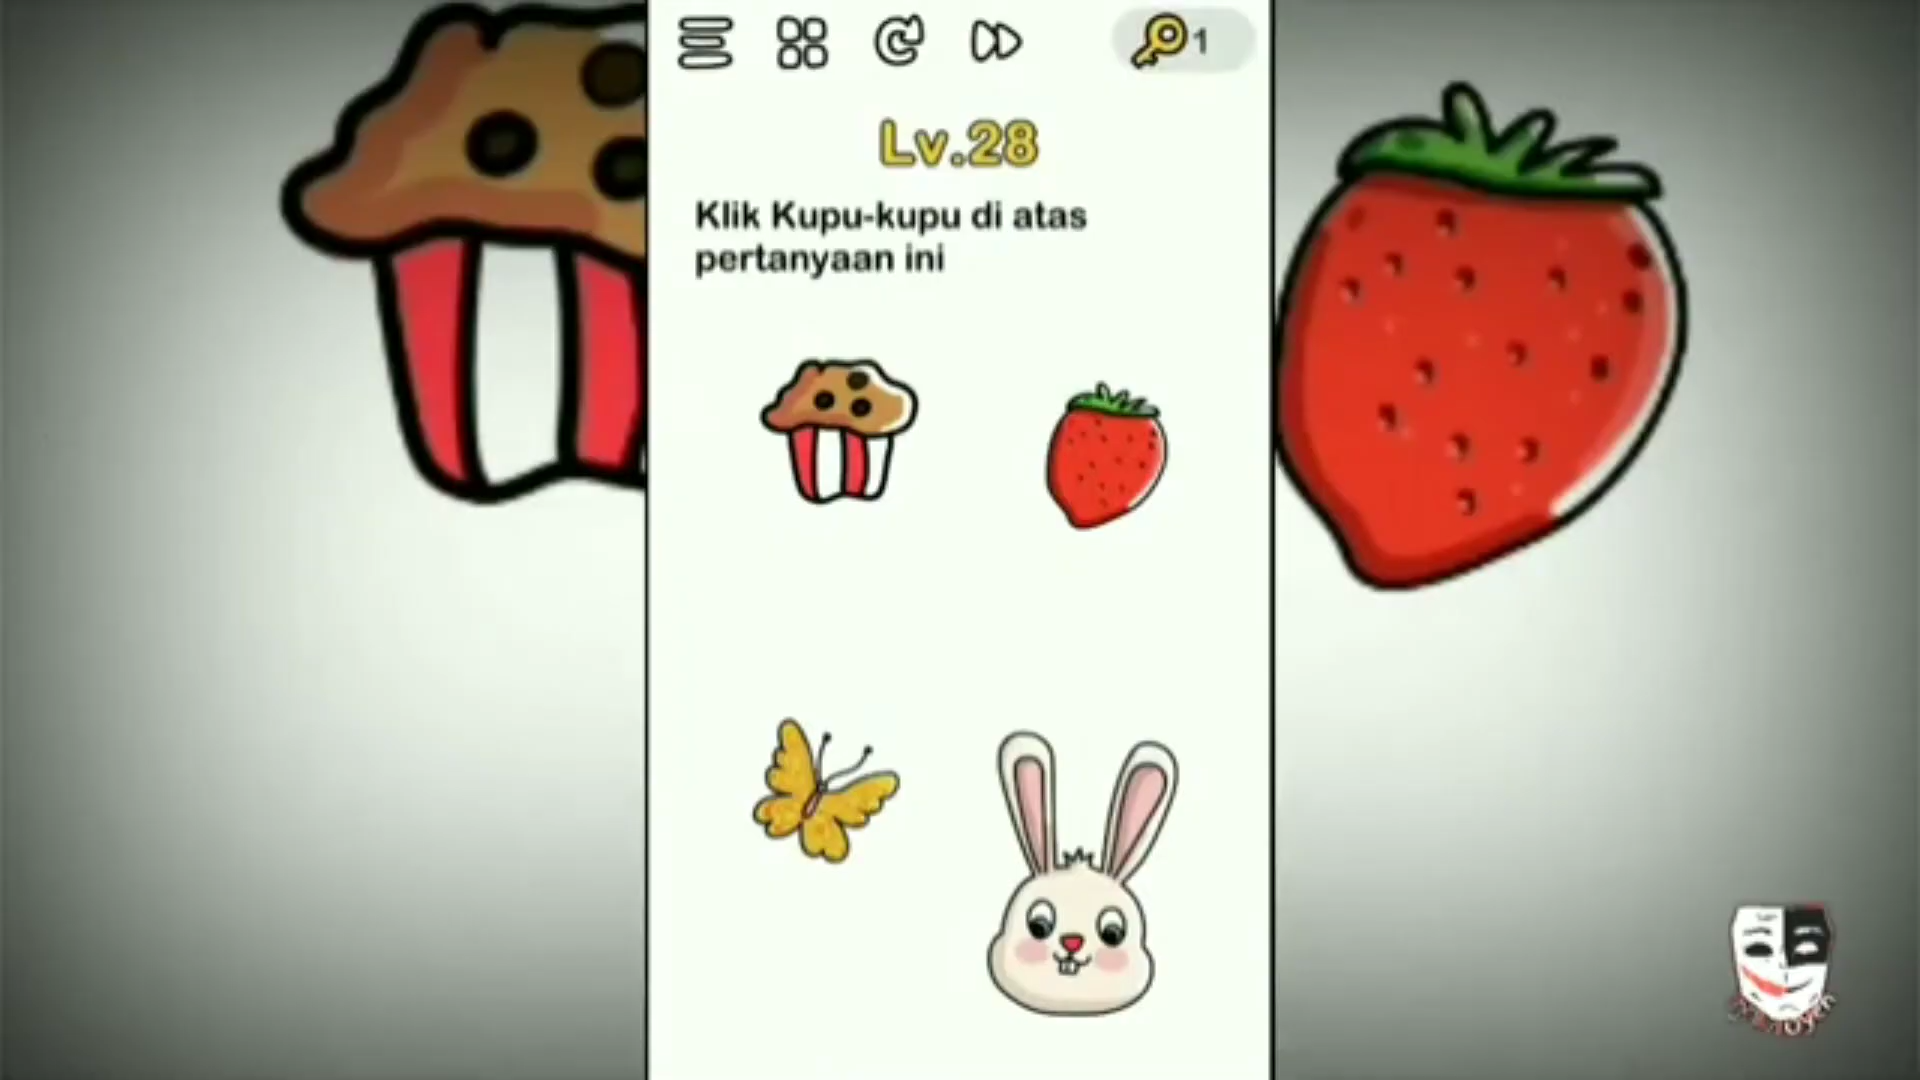 1
Lv.28
Klik Kupu-kupu di atas
pertanyaan ini